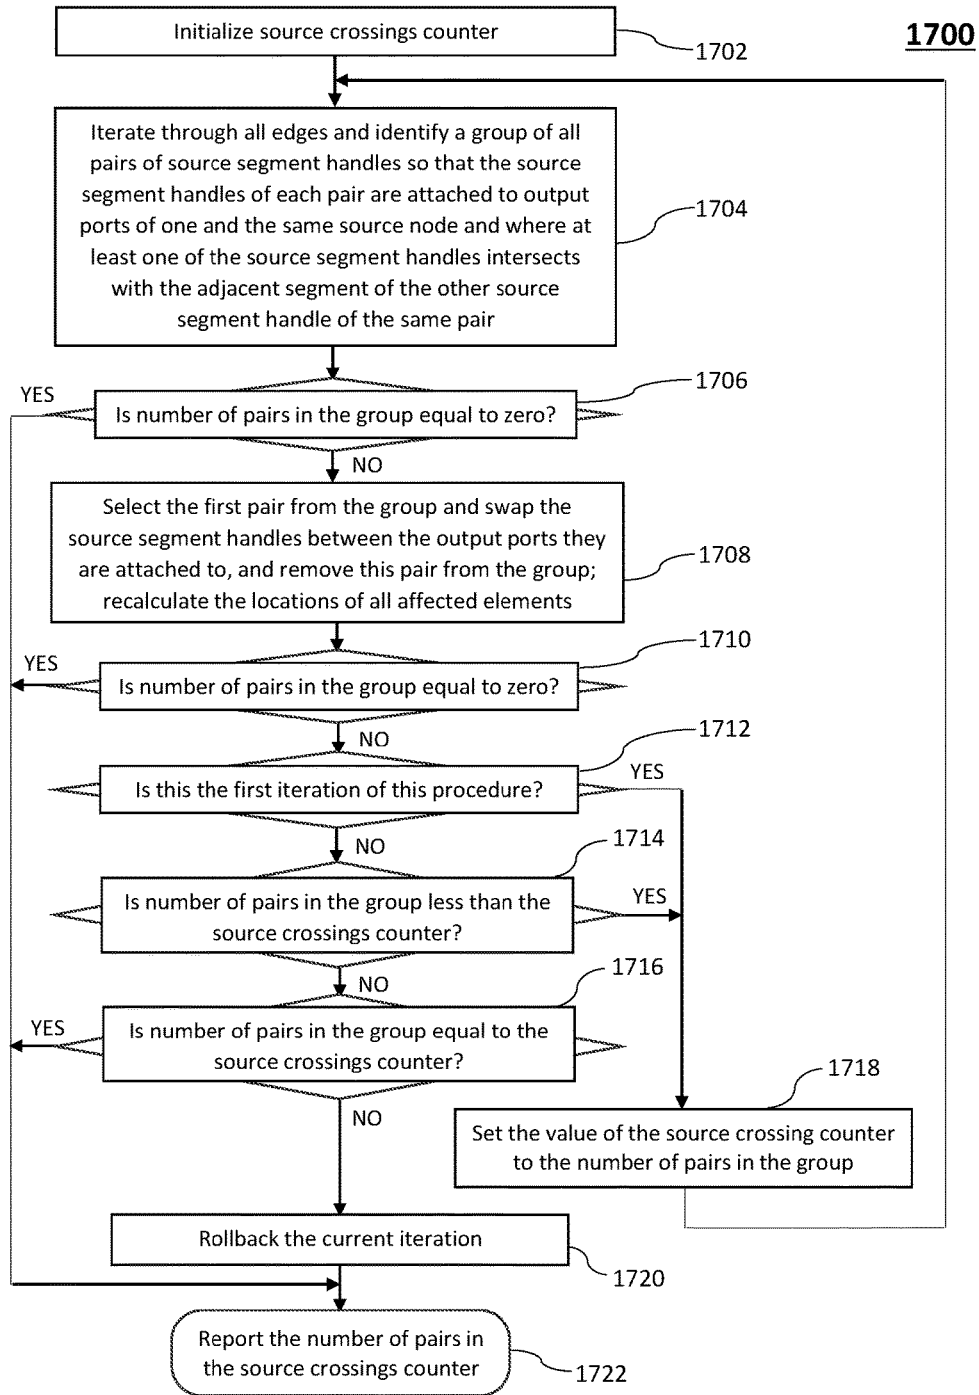 1700
Initialize source crossings counter
1702
Iterate through all edges and identify a group of all
pairs of source segment handles so that the source
segment handles of each pair are attached to output
ports of one and the same source node and where at
least one of the source segment handles intersects
with the adjacent segment of the other source
segment handle of the same pair
1704
1706
YES
Is number of pairs in the group equal to zero?
NO
Select the first pair from the group and swap the
source segment handles between the output ports they
are attached to, and remove this pair from the group;
recalculate the locations of all affected elements
1708
1710
YES
Is number of pairs in the group equal to zero?
NO
1712
YES
Is this the first iteration of this procedure?
NO
1714
YES
Is number of pairs in the group less than the
source crossings counter?
NO
1716
YES
Is number of pairs in the group equal to the
source crossings counter?
NO
1718
Set the value of the source crossing counter
to the number of pairs in the group
Rollback the current iteration
1720
Report the number of pairs in
the source crossings counter
1722